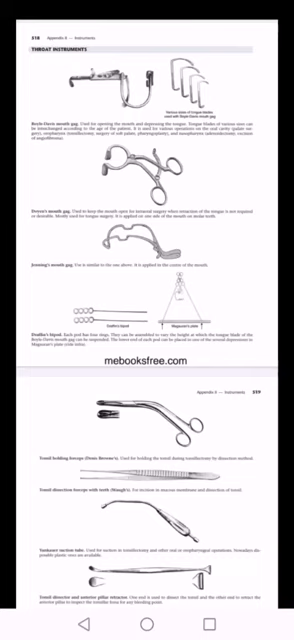 518 Appendix II — Instruments
THROAT INSTRUMENTS
Various sizes of tongue blades
used with Boyle-Davis mouth gag
Boyle-Davis mouth gag. Used for opening the mouth and depressing the tongue. Tongue blades of various sizes can
be interchanged according to the age of the patient. It is used for various operations on the oral cavity (palate sur-
gery), oropharynx (tonsillectomy, surgery of soft palate, pharyngoplasty), and nasopharynx (adenoidectomy, excision
of angiofibroma).
Doyen's mouth gag. Used to keep the mouth open for intraoral surgery when retraction of the tongue is not required
or desirable. Mostly used for tongue surgery. It is applied on one side of the mouth on molar teeth.
Jenning's mouth gag. Use is similar to the one above. It is applied in the centre of the mouth.
Draffin's bipod
Magauran's plate
Draffin's bipod. Each pod has four rings. They can be assembled to vary the height at which the tongue blade of the
Boyle-Davis mouth gag can be suspended. The lower end of each pod can be placed in one of the several depressions in
Magauran's plate
mebooksfree.com
Appendix II — Instruments 519
Tonsil holding forceps (Denis Browne's). Used for holding the tonsil during tonsillectomy by dissection method.
Tonsil dissection forceps with teeth (Waugh's). For incision in mucous membrane and dissection of tonsil.
Yankauer suction tube. Used for suction in tonsillectomy and other oral or oropharyngeal operations. Nowadays dis-
posable plastic ones are available.
Tonsil dissector and anterior pillar retractor. One end is used to dissect the tonsil and the other end to retract the
anterior pillar to inspect the tonsillar fossa for any bleeding point.